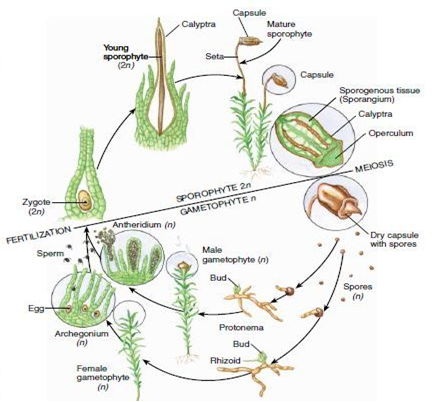 Capsule
Calyptra
Mature
sporophyte
Young
sporophyte
(2n)
Seta
Capsule
Sporogenous tissue
(Sporangium)
Calyptra
Operculum
MEIOSIS
Zygote
(2n)
SPOROPHYTE 2n
GAMETOPHYTE n
FERTILIZATION
Antheridium (n)
Dry capsule
with spores
Sperm
Male
gametophyte (n)
Bud
Spores
(n)
Egg
Protonema
Archegonium
(n)
Bud
Rhizoid
Female
gametophyte
(n)